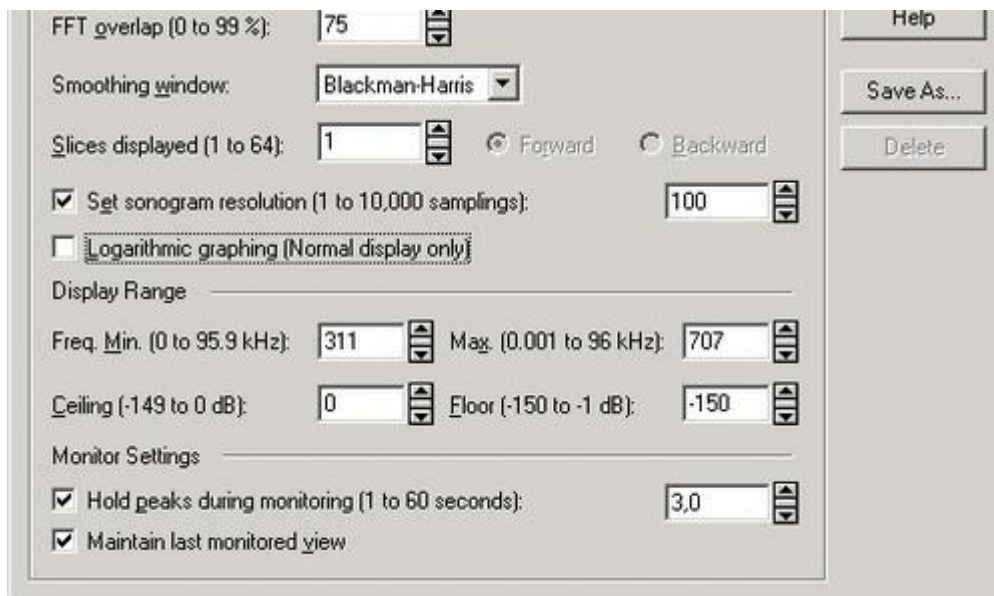 FFT overlap (0 to 99 %): 75 Help
Smoothing window: Blackman-Harris Save As...
Slices displayed (1 to 64): 1 Forward Backward Delete
Set sonogram resolution (1 to 10,000 samplings): 100
Logarithmic graphing (Normal display only)
Display Range
Freq. Min. (0 to 95.9 kHz): 311 Max. (0.001 to 96 kHz): 707
Ceiling (-149 to 0 dB): 0 Floor (-150 to -1 dB): -150
Monitor Settings
Hold peaks during monitoring (1 to 60 seconds): 3,0
Maintain last monitored view